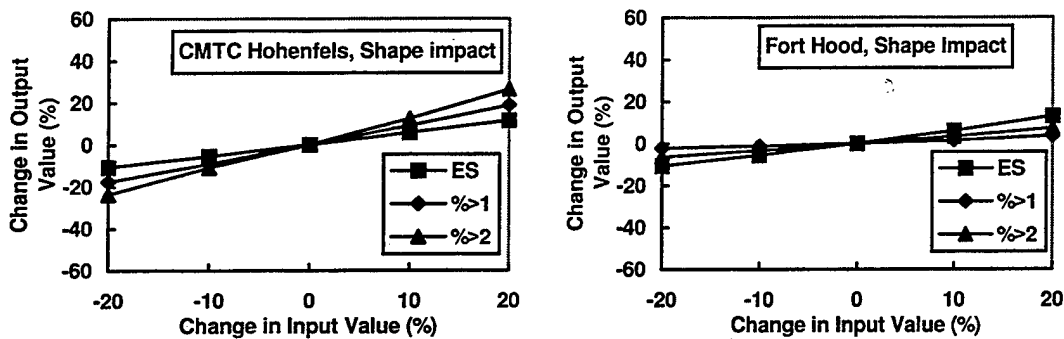 CMTC Hohenfels, Shape impact
Change in Output
Value (%)
60
40
20
0
-20
-40
-60
ES
%>1
%>2
-20
-10
0
10
20
Change in Input Value (%)
Fort Hood, Shape Impact
Change in Output
Value (%)
60
40
20
0
-20
-40
-60
ES
%>1
%>2
-20
-10
0
10
20
Change in Input Value (%)